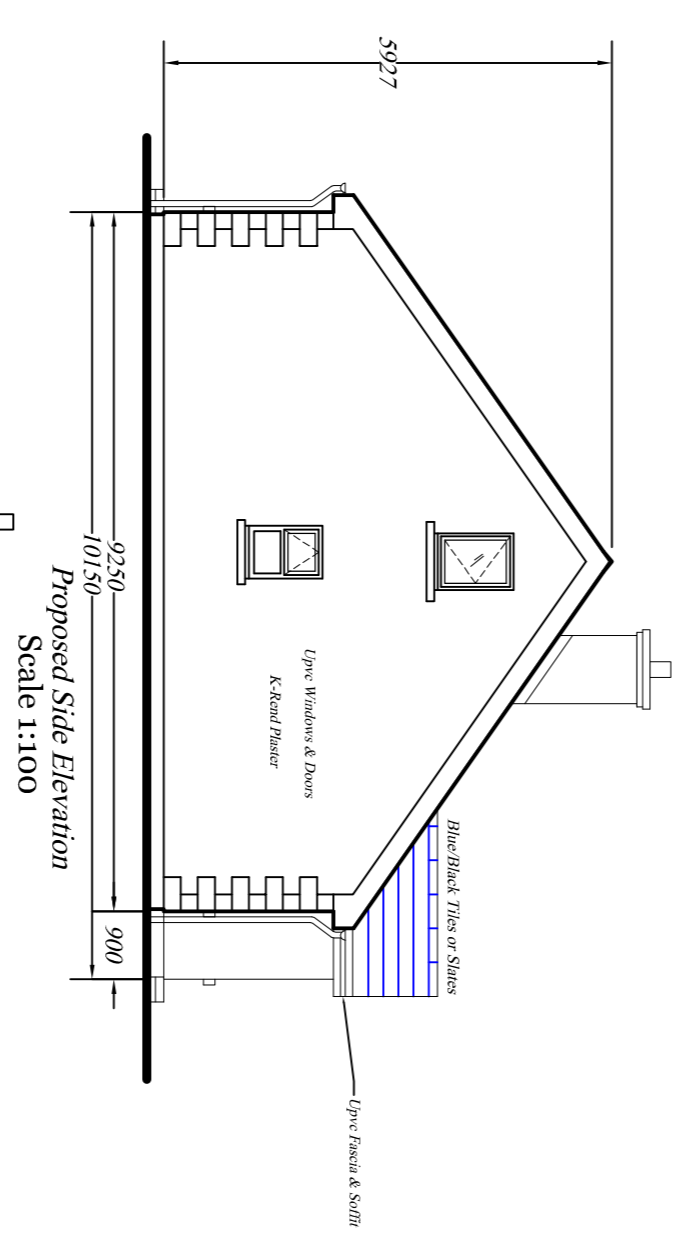 5927
Blue/Black Tiles or Slates
Upvc Fascia & Soffit
Upvc Windows & Doors
K-Rend Plaster
900
9250
10150
Proposed Side Elevation
Scale 1:100